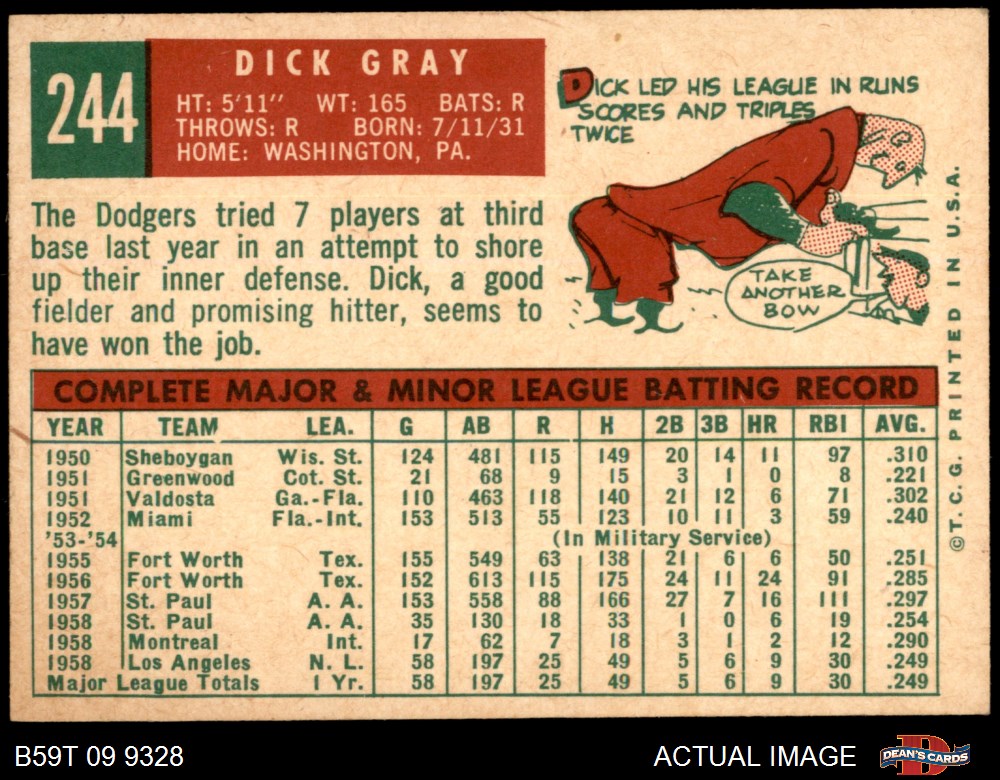 244
DICK GRAY
HT: 5'11" WT: 165 BATS: R
THROWS: R BORN: 7/11/31
HOME: WASHINGTON, PA.
DICK LED HIS LEAGUE IN RUNS
SCORES AND TRIPLES
TWICE
TAKE
ANOTHER
BOW
The Dodgers tried 7 players at third
base last year in an attempt to shore
up their inner defense. Dick, a good
fielder and promising hitter, seems to
have won the job.
COMPLETE MAJOR & MINOR LEAGUE BATTING RECORD
YEAR TEAM LEA. G AB R H 2B 3B HR RBI AVG.
1950 Sheboygan Wis. St. 124 481 115 149 20 14 11 97 .310
1951 Greenwood Cot. St. 21 68 9 15 3 1 0 8 .221
1951 Valdosta Ga.-Fla. 110 463 118 140 21 12 6 71 .302
1952 Miami Fla.-Int. 153 513 55 123 10 11 3 59 .240
'53-'54 (In Military Service)
1955 Fort Worth Tex. 155 549 63 138 21 6 6 50 .251
1956 Fort Worth Tex. 152 613 115 175 24 11 24 91 .285
1957 St. Paul A. A. 153 558 88 166 27 7 16 111 .297
1958 St. Paul A. A. 35 130 18 33 1 0 6 19 .254
1958 Montreal Int. 17 62 7 18 3 1 2 12 .290
1958 Los Angeles N. L. 58 197 25 49 5 6 9 30 .249
Major League Totals 1 Yr. 58 197 25 49 5 6 9 30 .249
©T. C. G. PRINTED IN U.S.A.
B59T 09 9328
ACTUAL IMAGE
DEAN'S CARDS